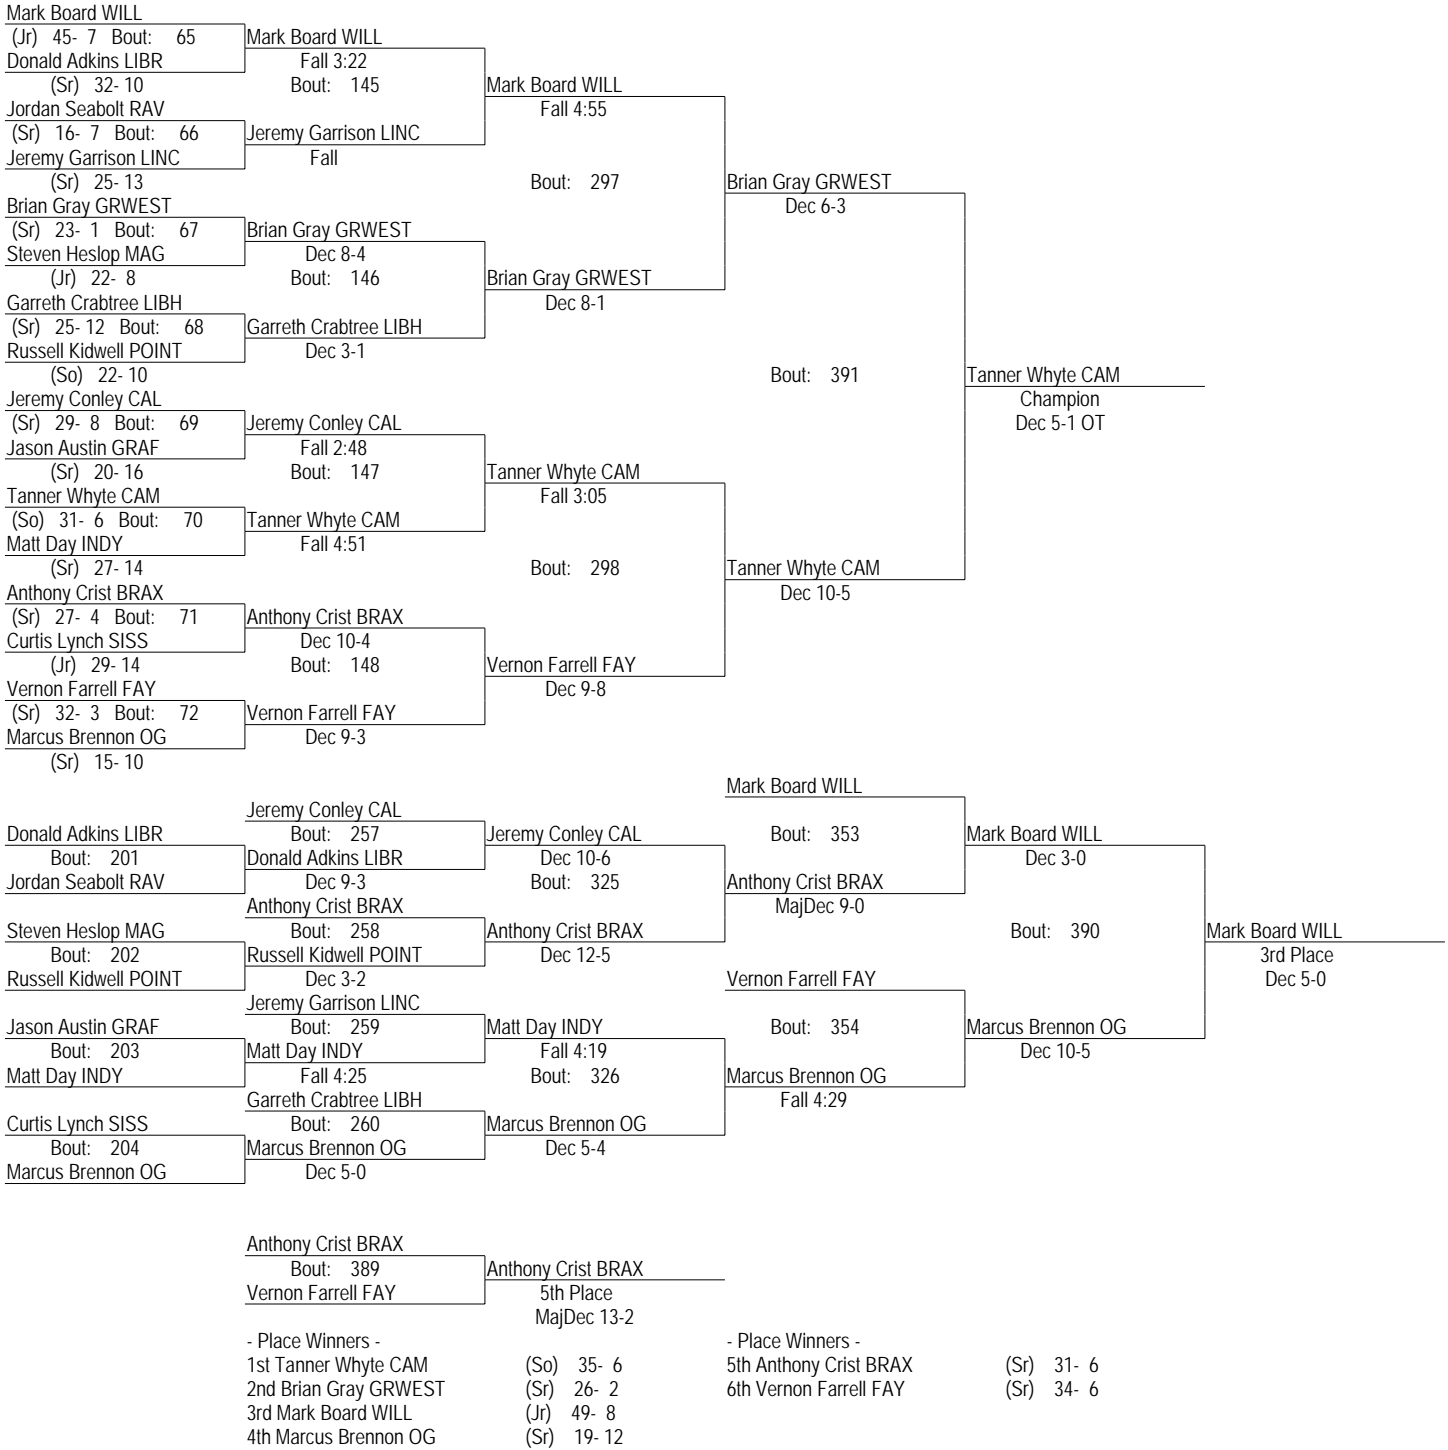 Mark Board WILL
(Jr) 45- 7 Bout: 65 Mark Board WILL
Donald Adkins LIBR Fall 3:22
(Sr) 32- 10 Bout: 145 Mark Board WILL
Jordan Seabolt RAV Fall 4:55
(Sr) 16- 7 Bout: 66 Jeremy Garrison LINC
Jeremy Garrison LINC Fall
(Sr) 25- 13 Bout: 297 Brian Gray GRWEST
Brian Gray GRWEST Dec 6-3
(Sr) 23- 1 Bout: 67 Brian Gray GRWEST
Steven Heslop MAG Dec 8-4
(Jr) 22- 8 Bout: 146 Brian Gray GRWEST
Garreth Crabtree LIBH Dec 8-1
(Sr) 25- 12 Bout: 68 Garreth Crabtree LIBH
Russell Kidwell POINT Dec 3-1
(So) 22- 10 Bout: 391 Tanner Whyte CAM
Jeremy Conley CAL Champion
(Sr) 29- 8 Bout: 69 Jeremy Conley CAL Dec 5-1 OT
Jason Austin GRAF Fall 2:48
(Sr) 20- 16 Bout: 147 Tanner Whyte CAM
Tanner Whyte CAM Fall 3:05
(So) 31- 6 Bout: 70 Tanner Whyte CAM
Matt Day INDY Fall 4:51
(Sr) 27- 14 Bout: 298 Tanner Whyte CAM
Anthony Crist BRAX Dec 10-5
(Sr) 27- 4 Bout: 71 Anthony Crist BRAX
Curtis Lynch SISS Dec 10-4
(Jr) 29- 14 Bout: 148 Vernon Farrell FAY
Vernon Farrell FAY Dec 9-8
(Sr) 32- 3 Bout: 72 Vernon Farrell FAY
Marcus Brennon OG Dec 9-3
(Sr) 15- 10
Mark Board WILL
Jeremy Conley CAL
Donald Adkins LIBR Bout: 257 Jeremy Conley CAL Bout: 353 Mark Board WILL
Bout: 201 Donald Adkins LIBR Dec 10-6 Dec 3-0
Jordan Seabolt RAV Dec 9-3 Bout: 325 Anthony Crist BRAX
Anthony Crist BRAX MajDec 9-0
Steven Heslop MAG Bout: 258 Anthony Crist BRAX Bout: 390 Mark Board WILL
Bout: 202 Russell Kidwell POINT Dec 12-5 3rd Place
Russell Kidwell POINT Dec 3-2 Vernon Farrell FAY Dec 5-0
Jeremy Garrison LINC
Jason Austin GRAF Bout: 259 Matt Day INDY Bout: 354 Marcus Brennon OG
Bout: 203 Matt Day INDY Fall 4:19 Dec 10-5
Matt Day INDY Fall 4:25 Bout: 326 Marcus Brennon OG
Garreth Crabtree LIBH Fall 4:29
Curtis Lynch SISS Bout: 260 Marcus Brennon OG
Bout: 204 Marcus Brennon OG Dec 5-4
Marcus Brennon OG Dec 5-0
Anthony Crist BRAX
Bout: 389 Anthony Crist BRAX
Vernon Farrell FAY 5th Place
MajDec 13-2
- Place Winners - - Place Winners -
1st Tanner Whyte CAM (So) 35- 6 5th Anthony Crist BRAX (Sr) 31- 6
2nd Brian Gray GRWEST (Sr) 26- 2 6th Vernon Farrell FAY (Sr) 34- 6
3rd Mark Board WILL (Jr) 49- 8
4th Marcus Brennon OG (Sr) 19- 12